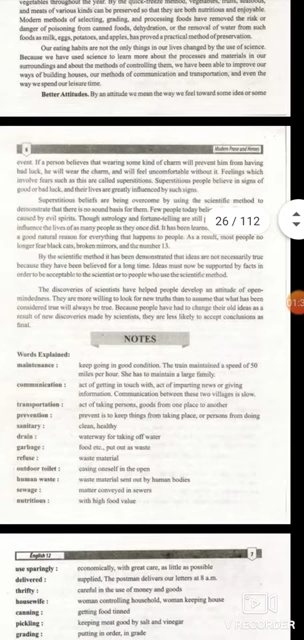 vegetables throughout the year. By the quick-freeze method, vegetables, fruits, seafoods,
and meats of various kinds can be preserved so that they are both nutritious and enjoyable.
Modern methods of selecting, grading, and processing foods have removed the risk or
danger of poisoning from canned foods, dehydration, or the removal of water from such
foods as milk, eggs, potatoes, and apples, has proved a practical method of preservation.
Our eating habits are not the only things in our lives changed by the use of science.
Because we have used science to learn more about the processes and materials in our
surroundings and about the methods of controlling them, we have been able to improve our
ways of building houses, our methods of communication and transportation, and even the
way we spend our leisure time.
Better Attitudes. By an attitude we mean the way we feel toward some idea or some
8 Modern Prose and Heroes
event. If a person believes that wearing some kind of charm will prevent him from having
bad luck, he will wear the charm, and will feel uncomfortable without it. Feelings which
involve fears such as this are called superstitions. Superstitious people believe in signs of
good or bad luck, and their lives are greatly influenced by such signs.
Superstitious beliefs are being overcome by using the scientific method to
demonstrate that there is no sound basis for them. Few people today
caused by evil spirits. Though astrology and fortune-telling are still
influence the lives of as many people as they once did. It has been
a good natural reason for everything that happens to people. As a result, most people no
longer fear black cats, broken mirrors, and the number 13.
26 / 112
By the scientific method it has been demonstrated that ideas are not necessarily true
because they have been believed for a long time. Ideas must now be supported by facts in
order to be acceptable to the scientist or to people who use the scientific method.
The discoveries of scientists have helped people develop an attitude of open-
mindedness. They are more willing to look for new truths than to assume that what has been
considered true will always be true. Because people have had to change their old ideas as a
result of new discoveries made by scientists, they are less likely to accept conclusions as
final.
NOTES
Words Explained:
maintenance : keep going in good condition. The train maintained a speed of 50
miles per hour. She has to maintain a large family.
communication : act of getting in touch with, act of imparting news or giving
information. Communication between these two villages is slow.
transportation : act of taking persons, goods from one place to another
prevention : prevent is to keep things from taking place, or persons from doing
sanitary : clean, healthy
drain : waterway for taking off water
garbage : food etc., put out as waste
refuse : waste material
outdoor toilet : easing oneself in the open
human waste : waste material sent out by human bodies
sewage : matter conveyed in sewers
nutritious : with high food value
English 12 7
use sparingly : economically, with great care, as little as possible
delivered : supplied, The postman delivers our letters at 8 a.m.
thrifty : careful in the use of money and goods
housewife : woman controlling household, woman keeping house
canning : getting food tinned
pickling : keeping meat good by salt and vinegar
grading : putting in order, in grade
RECORDER